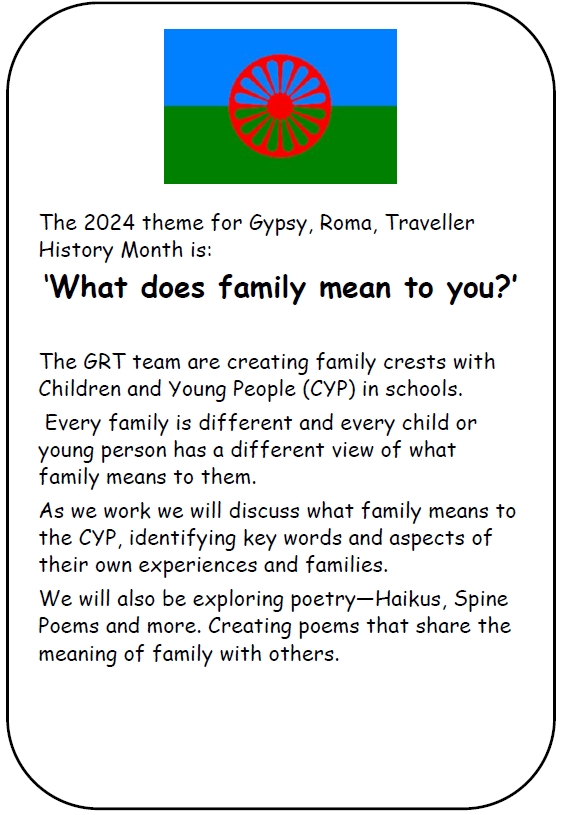 The 2024 theme for Gypsy, Roma, Traveller
History Month is:
‘What does family mean to you?’
The GRT team are creating family crests with
Children and Young People (CYP) in schools.
Every family is different and every child or
young person has a different view of what
family means to them.
As we work we will discuss what family means to
the CYP, identifying key words and aspects of
their own experiences and families.
We will also be exploring poetry—Haikus, Spine
Poems and more. Creating poems that share the
meaning of family with others.